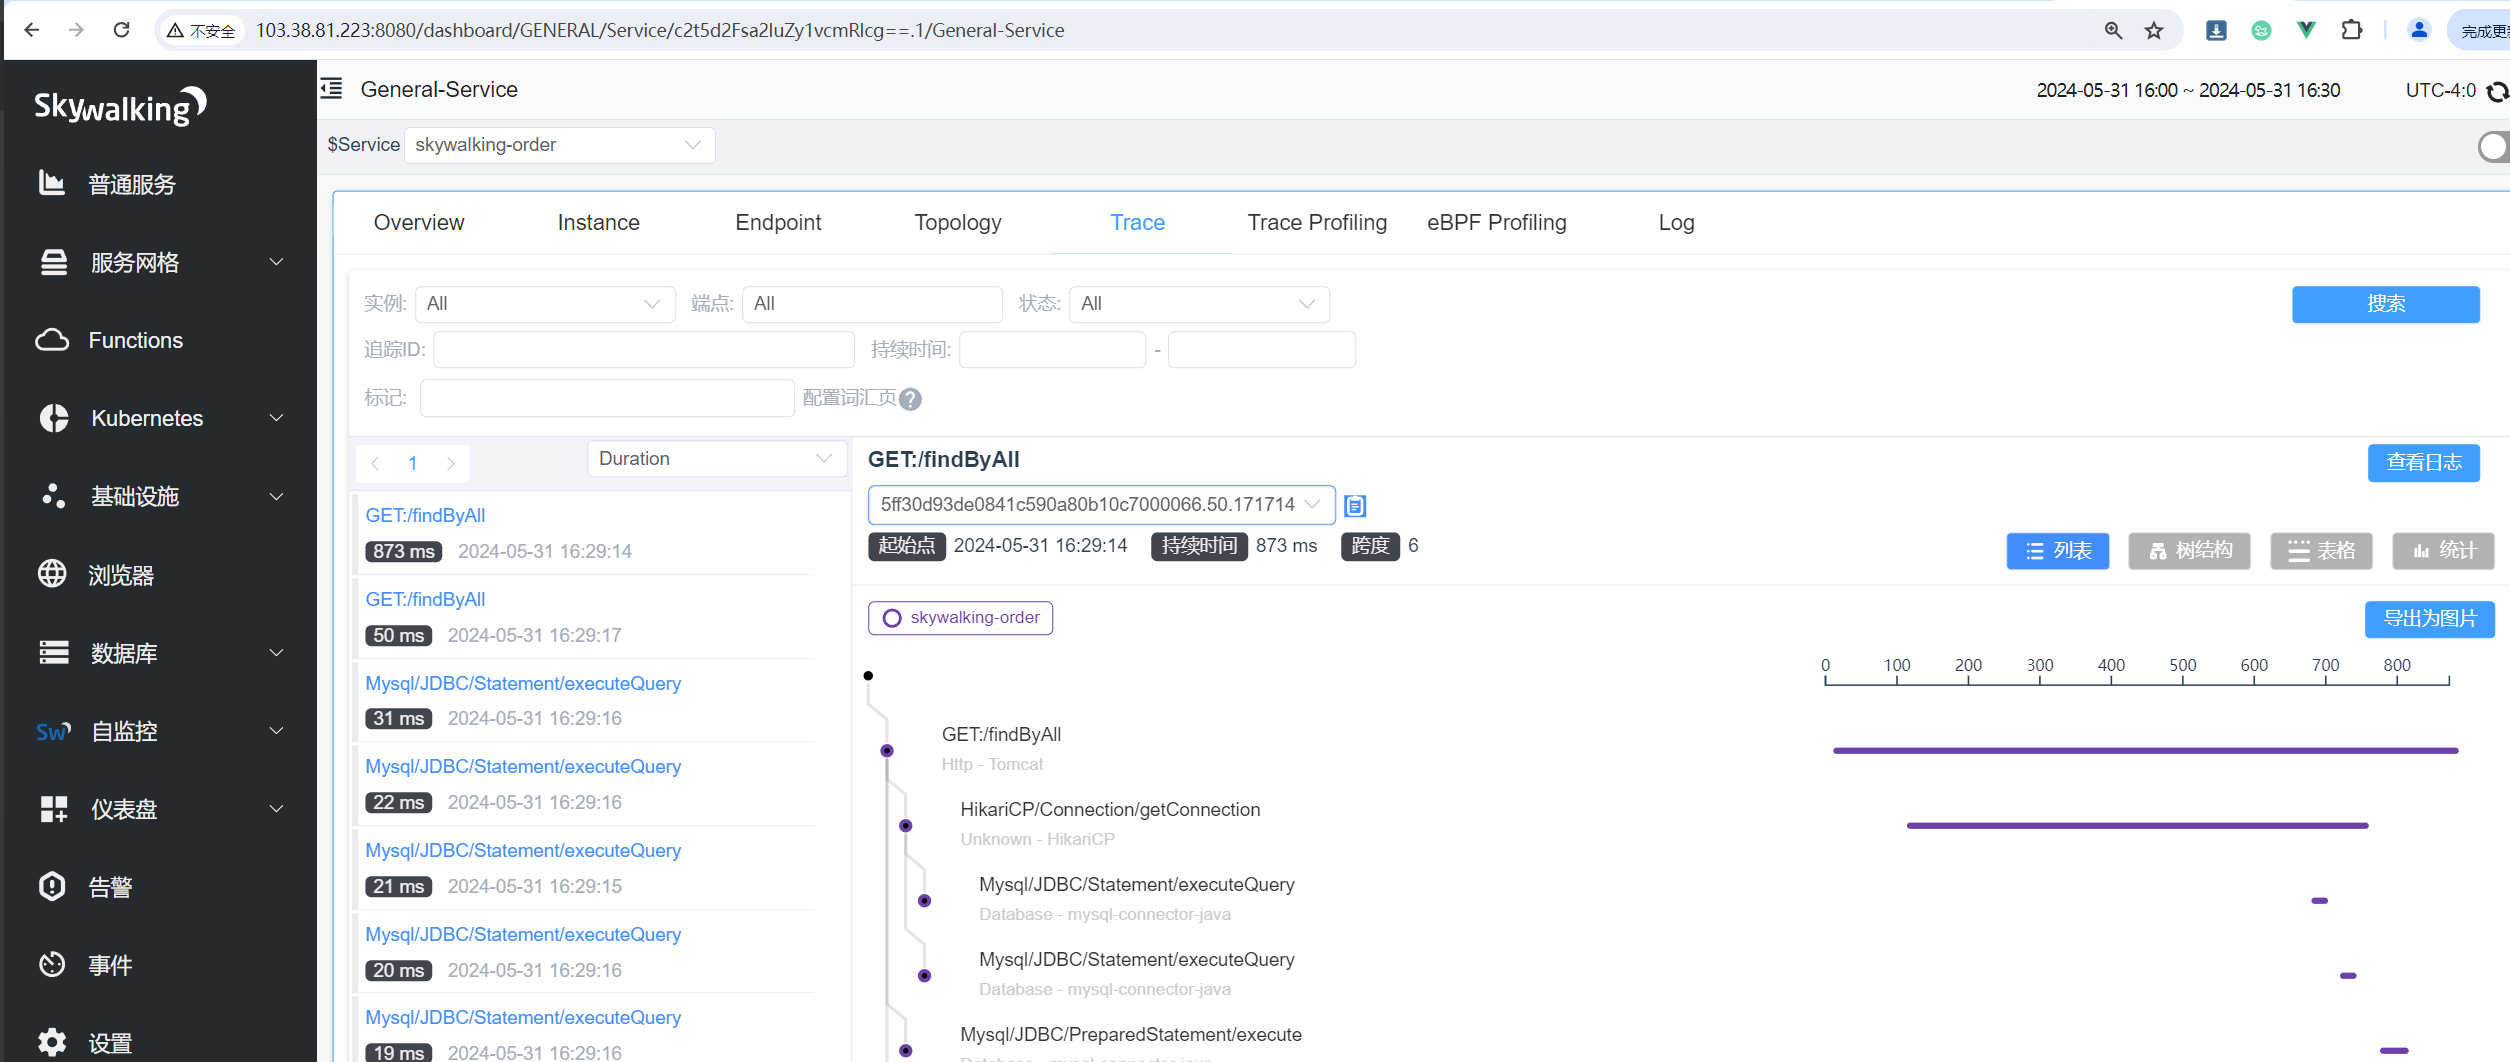 不安全 103.38.81.223:8080/dashboard/GENERAL/Service/c2t5d2Fsa2luZy1vcmRlcg==.1/General-Service
Skywalking
普通服务
服务网格
Functions
Kubernetes
基础设施
浏览器
数据库
Sw 自监控
仪表盘
告警
事件
设置
General-Service 2024-05-31 16:00 ~ 2024-05-31 16:30 UTC-4:0
$Service skywalking-order
Overview Instance Endpoint Topology Trace Trace Profiling eBPF Profiling Log
实例: All 端点: All 状态: All 搜索
追踪ID: 持续时间: -
标记: 配置词汇页 ?
1 Duration
GET:/findByAll
873 ms 2024-05-31 16:29:14
GET:/findByAll
50 ms 2024-05-31 16:29:17
Mysql/JDBC/Statement/executeQuery
31 ms 2024-05-31 16:29:16
Mysql/JDBC/Statement/executeQuery
22 ms 2024-05-31 16:29:16
Mysql/JDBC/Statement/executeQuery
21 ms 2024-05-31 16:29:15
Mysql/JDBC/Statement/executeQuery
20 ms 2024-05-31 16:29:16
Mysql/JDBC/Statement/executeQuery
19 ms 2024-05-31 16:29:16
GET:/findByAll 查看日志
5ff30d93de0841c590a80b10c7000066.50.171714
起始点 2024-05-31 16:29:14 持续时间 873 ms 跨度 6
列表 树结构 表格 统计
skywalking-order 导出为图片
0 100 200 300 400 500 600 700 800
GET:/findByAll
Http - Tomcat
HikariCP/Connection/getConnection
Unknown - HikariCP
Mysql/JDBC/Statement/executeQuery
Database - mysql-connector-java
Mysql/JDBC/Statement/executeQuery
Database - mysql-connector-java
Mysql/JDBC/PreparedStatement/execute